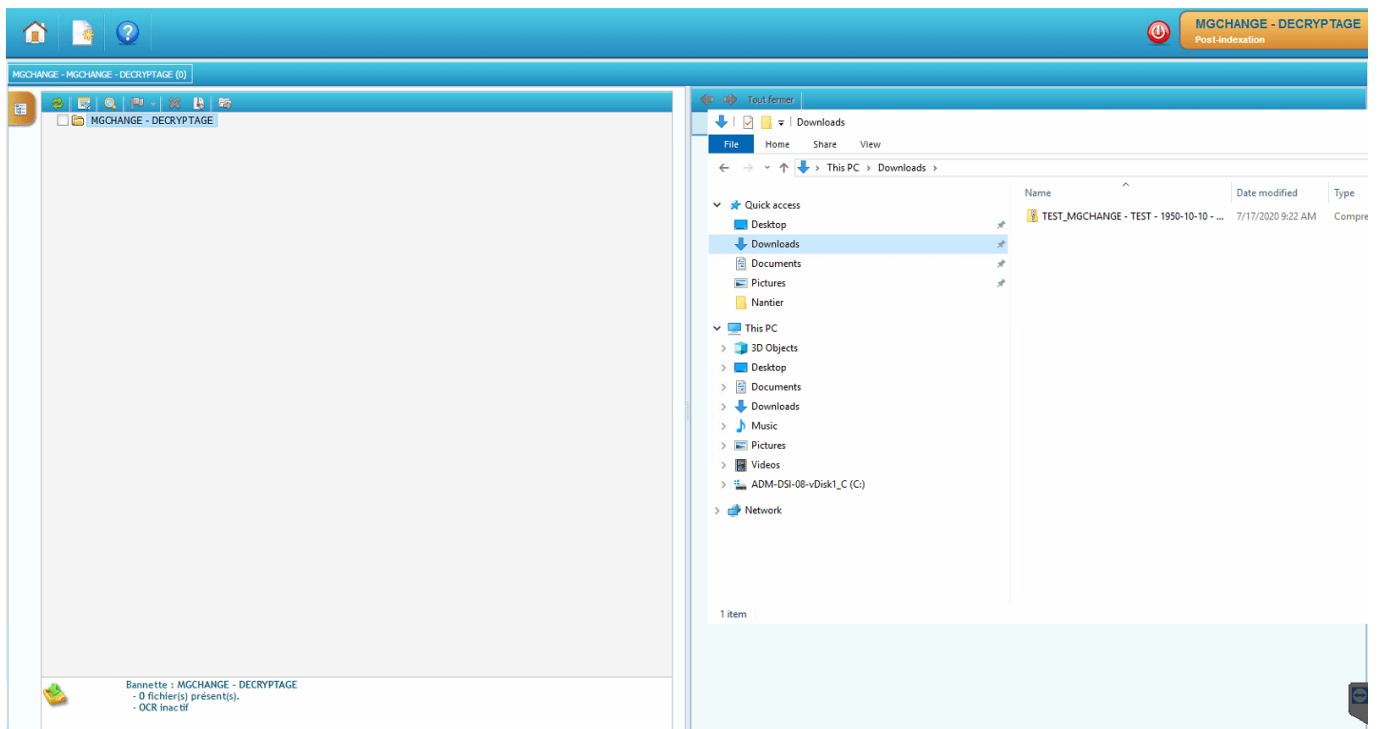 MGCHANGE - DECRYPTAGE
Post-indexation
MGCHANGE - MGCHANGE - DECRYPTAGE (0)
MGCHANGE - DECRYPTAGE
Tout fermer
Downloads
File Home Share View
This PC > Downloads >
Name Date modified Type
TEST_MGCHANGE - TEST - 1950-10-10 - ... 7/17/2020 9:22 AM Compre
Quick access
Desktop
Downloads
Documents
Pictures
Nantier
This PC
3D Objects
Desktop
Documents
Downloads
Music
Pictures
Videos
ADM-DSI-08-vDisk1_C (C:)
Network
1 item
Bannette : MGCHANGE - DECRYPTAGE
- 0 fichier(s) présent(s).
- OCR inactif